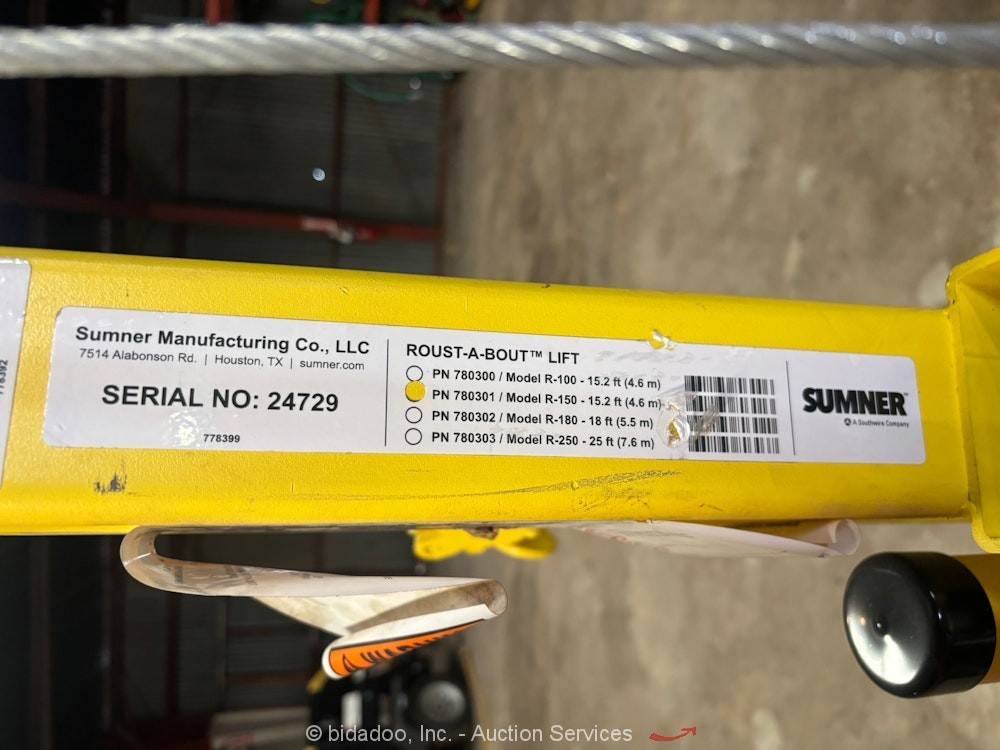 Sumner Manufacturing Co., LLC
7514 Alabonson Rd. | Houston, TX | sumner.com
SERIAL NO: 24729
778399
ROUST-A-BOUT™ LIFT
PN 780300 / Model R-100 - 15.2 ft (4.6 m)
PN 780301 / Model R-150 - 15.2 ft (4.6 m)
PN 780302 / Model R-180 - 18 ft (5.5 m)
PN 780303 / Model R-250 - 25 ft (7.6 m)
SUMNER
A Southwire Company
778392
© bidadoo, Inc. - Auction Services